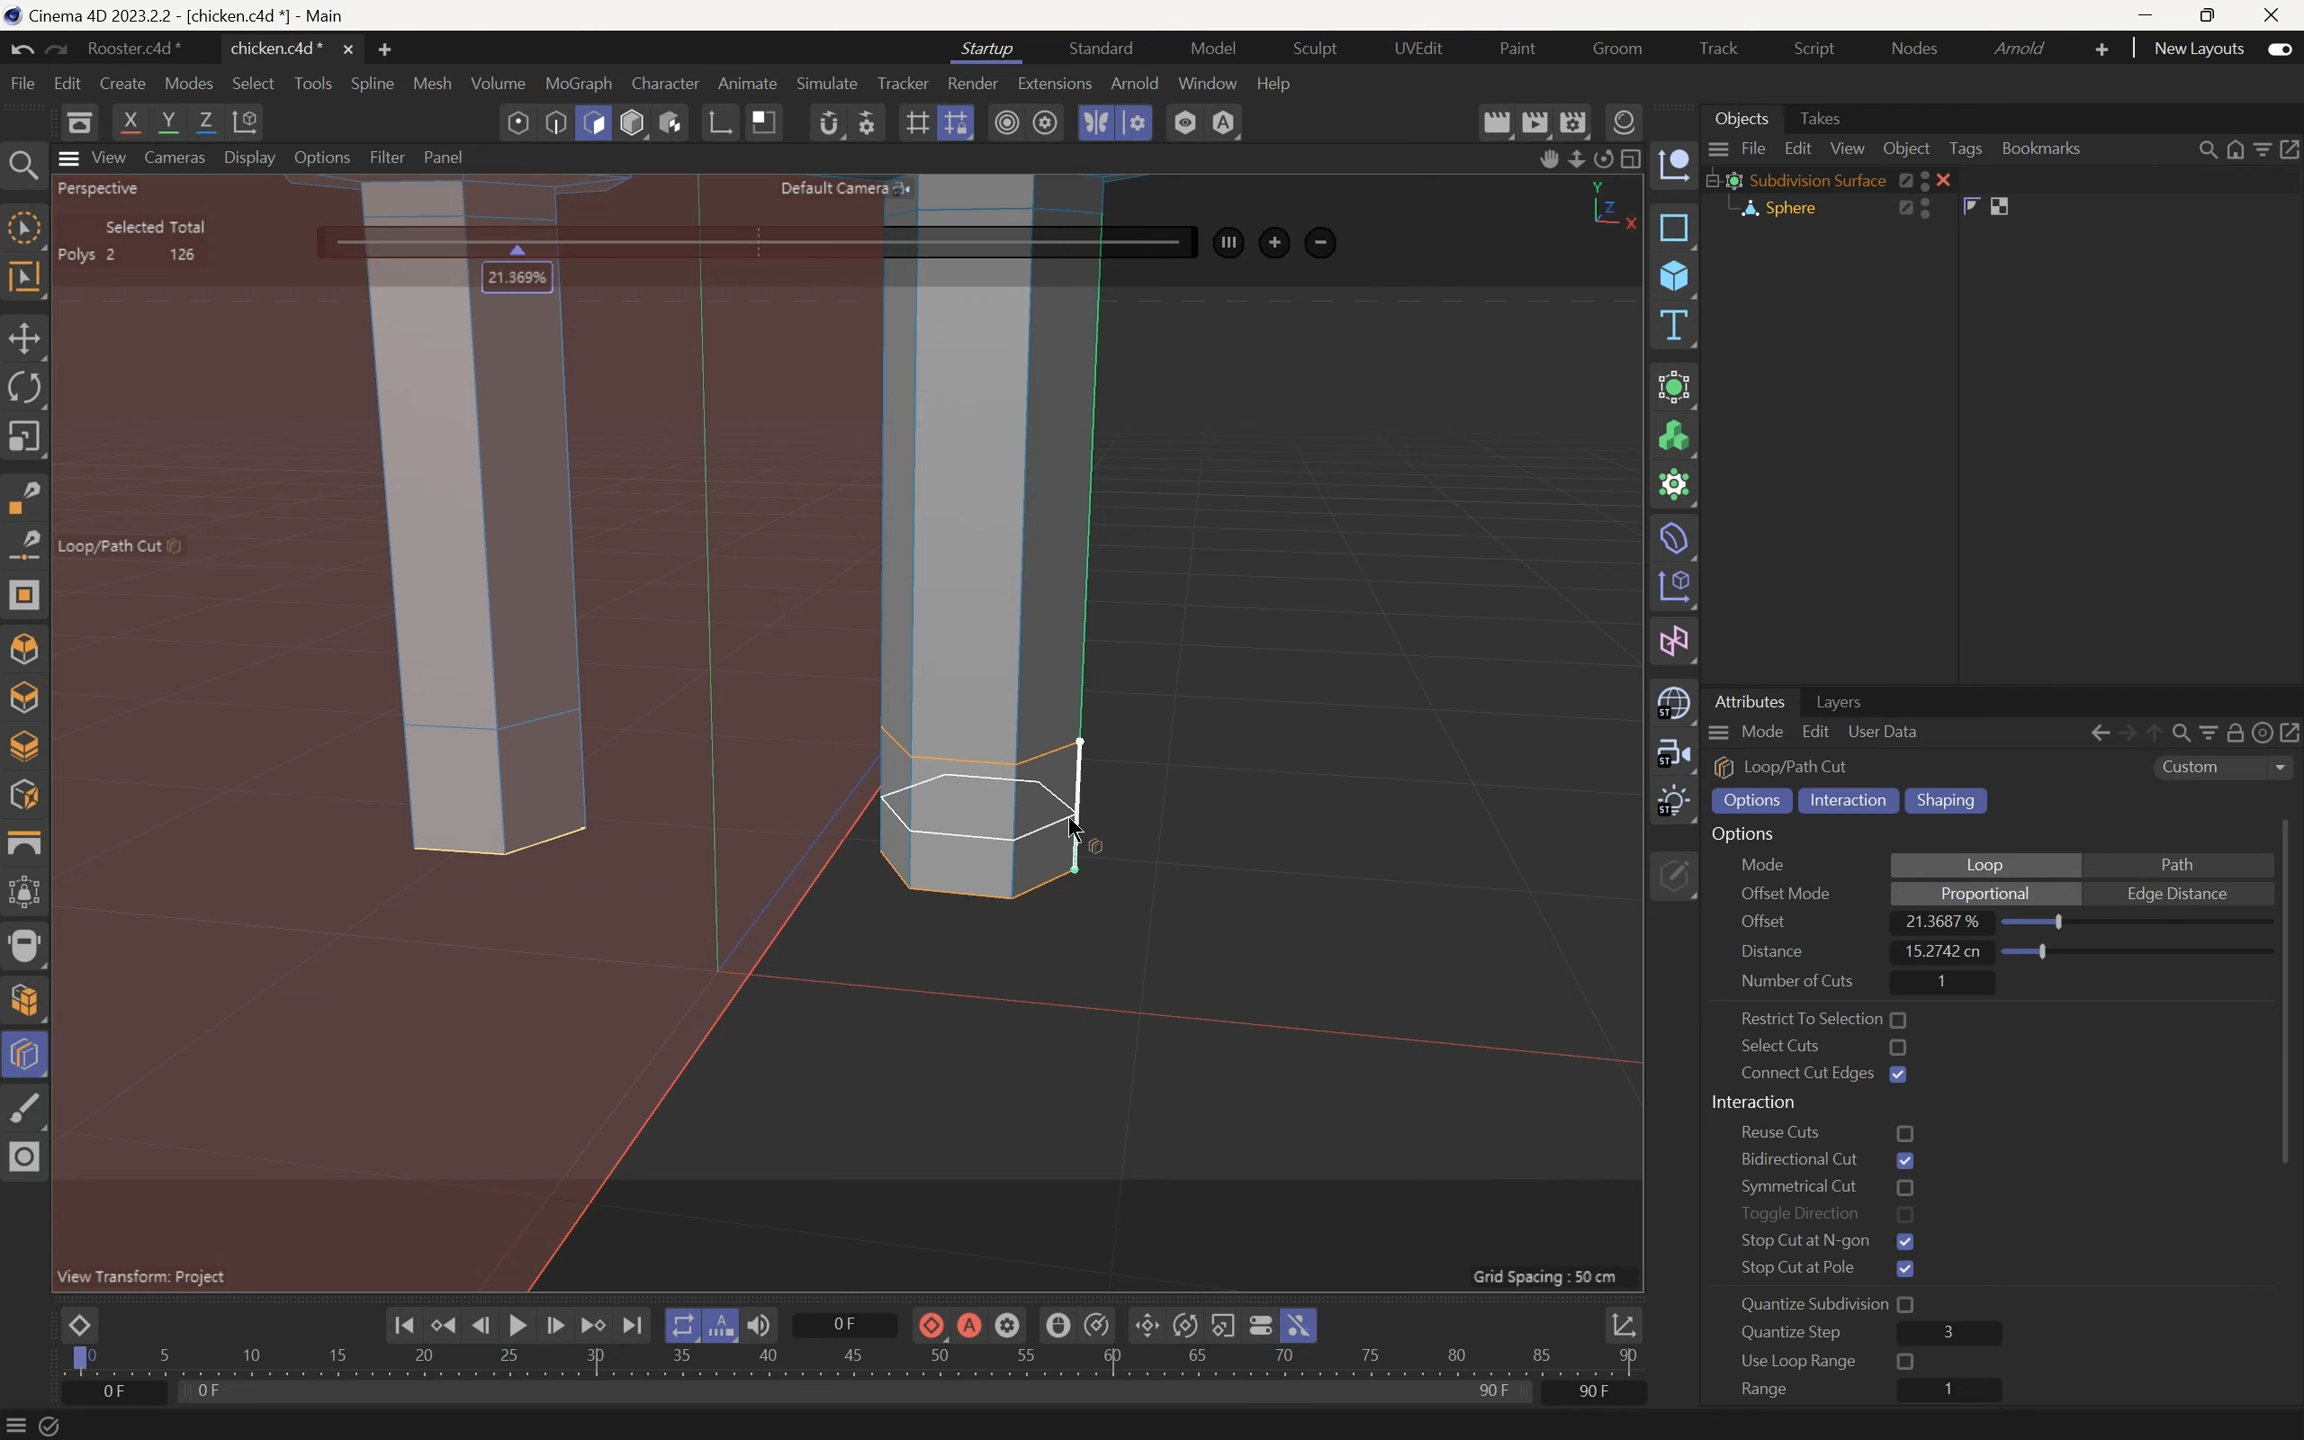 Cinema 4D 2023.2.2 - [chicken.c4d *] - Main
Rooster.c4d *
chicken.c4d *
Startup
Standard
Model
Sculpt
UVEdit
Paint
Groom
Track
Script
Nodes
Arnold
New Layouts
File Edit Create Modes Select Tools Spline Mesh Volume MoGraph Character Animate Simulate Tracker Render Extensions Arnold Window Help
X Y Z
View Cameras Display Options Filter Panel
Perspective
Default Camera
Y
Z
X
Selected Total
Polys 2 126
21.369%
Loop/Path Cut
View Transform: Project
Grid Spacing : 50 cm
ST
ST
ST
Objects Takes
File Edit View Object Tags Bookmarks
Subdivision Surface
Sphere
Attributes Layers
Mode Edit User Data
Loop/Path Cut
Custom
Options Interaction Shaping
Options
Mode Loop Path
Offset Mode Proportional Edge Distance
Offset 21.3687 %
Distance 15.2742 cn
Number of Cuts 1
Restrict To Selection
Select Cuts
Connect Cut Edges
Interaction
Reuse Cuts
Bidirectional Cut
Symmetrical Cut
Toggle Direction
Stop Cut at N-gon
Stop Cut at Pole
Quantize Subdivision
Quantize Step 3
Use Loop Range
Range 1
A
0 F
A
0 5 10 15 20 25 30 35 40 45 50 55 60 65 70 75 80 85 90
0 F
0 F
90 F
90 F